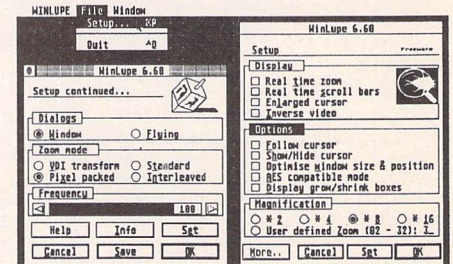 WINLUPE File Window
Setup... ⌘P
Quit ^Q
WinLupe 6.60
Setup continued...
Dialogs
Window Flying
Zoom mode
VDI transform Standard
Pixel packed Interleaved
Frequency
100
Help Info Set
Cancel Save OK
WinLupe 6.60
Setup Freeware
Display
Real time zoom
Real time scroll bars
Enlarged cursor
Inverse video
Options
Follow cursor
Show/Hide cursor
Optimise window size & position
AES compatible mode
Display grow/shrink boxes
Magnification
* 2 * 4 * 8 * 16
User defined Zoom (02 - 32): 3_
More.. Cancel Set OK